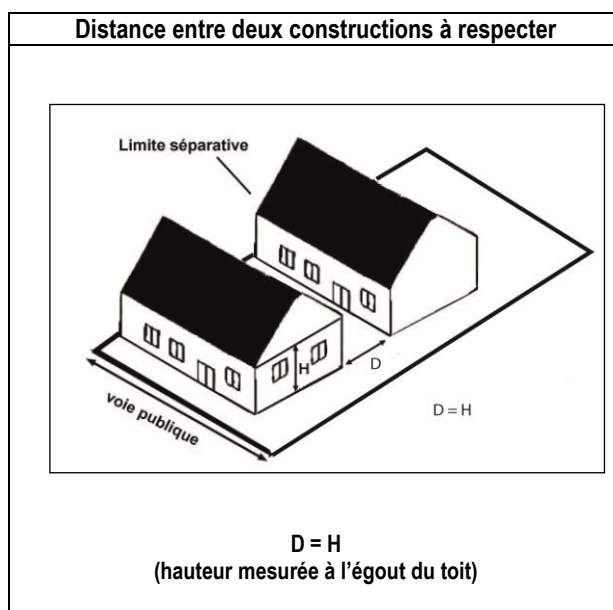 Distance entre deux constructions à respecter
Limite séparative
H
D
voie publique
D = H
D = H
(hauteur mesurée à l'égout du toit)